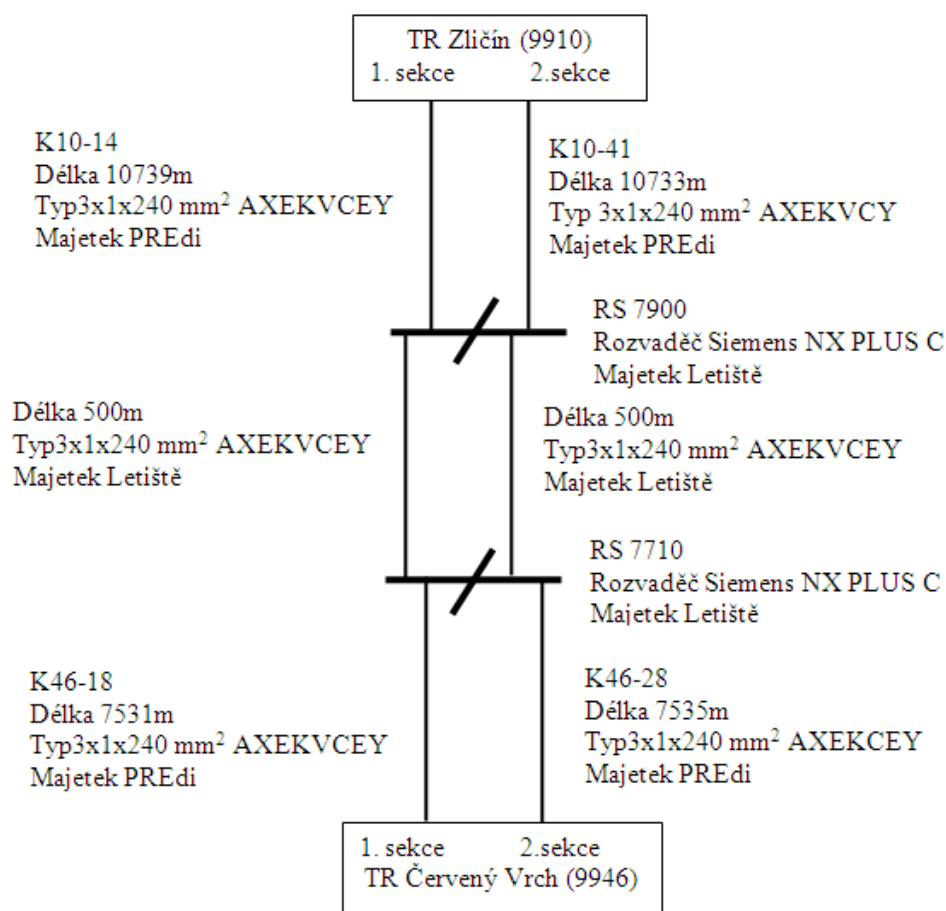 TR Zličín (9910)
1. sekce 2.sekce
K10-14
Délka 10739m
Typ3x1x240 mm² AXEKVCEY
Majetek PREdi
K10-41
Délka 10733m
Typ 3x1x240 mm² AXEKVCY
Majetek PREdi
RS 7900
Rozvaděč Siemens NX PLUS C
Majetek Letiště
Délka 500m
Typ3x1x240 mm² AXEKVCEY
Majetek Letiště
Délka 500m
Typ3x1x240 mm² AXEKVCEY
Majetek Letiště
RS 7710
Rozvaděč Siemens NX PLUS C
Majetek Letiště
K46-18
Délka 7531m
Typ3x1x240 mm² AXEKVCEY
Majetek PREdi
K46-28
Délka 7535m
Typ3x1x240 mm² AXEKCEY
Majetek PREdi
1. sekce 2.sekce
TR Červený Vrch (9946)